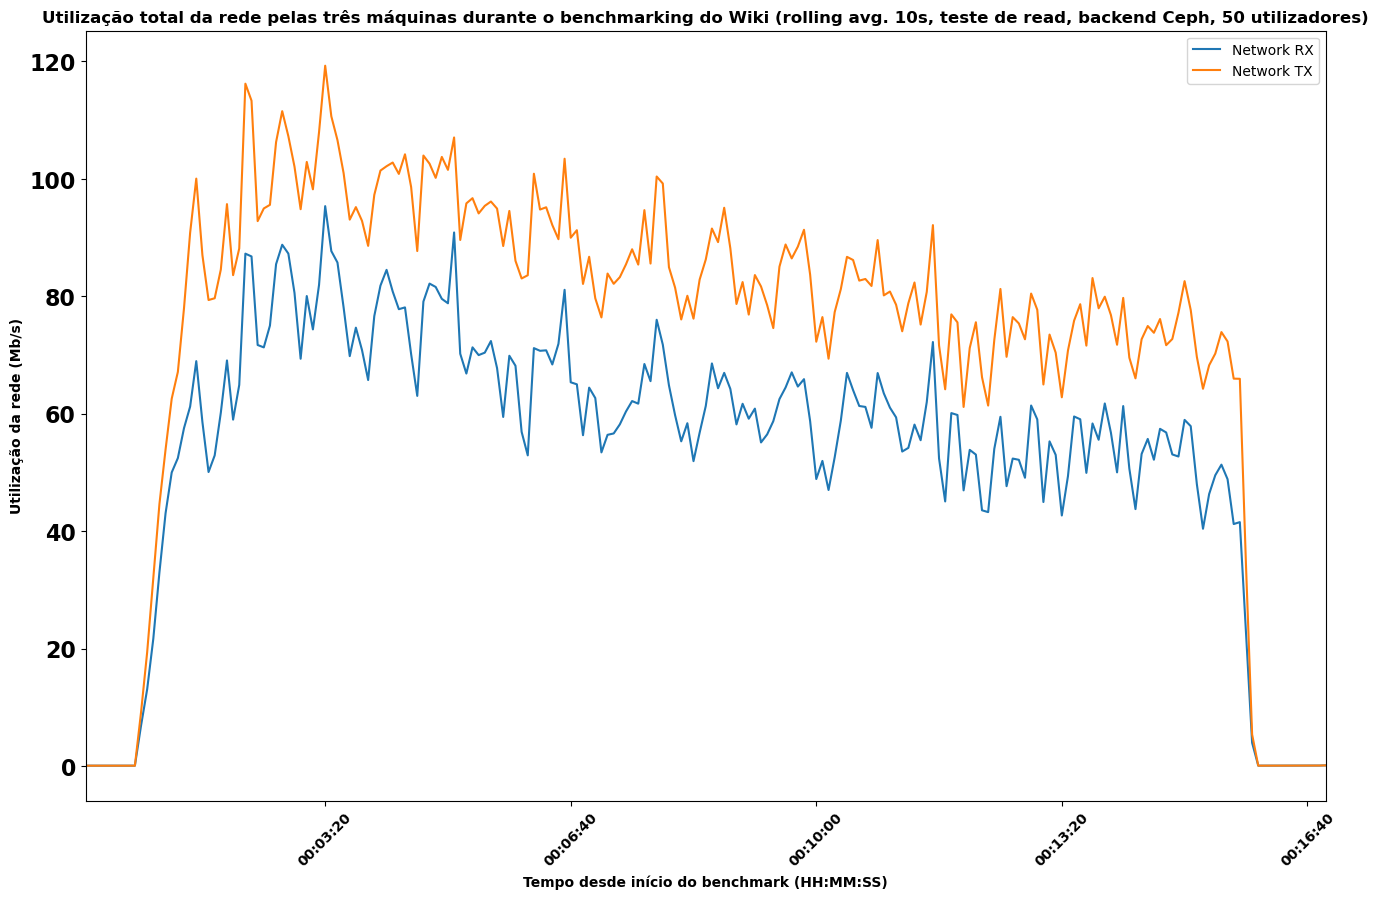 Utilização total da rede pelas três máquinas durante o benchmarking do Wiki (rolling avg. 10s, teste de read, backend Ceph, 50 utilizadores)
Network RX
Network TX
120
100
80
60
40
20
0
Utilização da rede (Mb/s)
00:03:20
00:06:40
00:10:00
00:13:20
00:16:40
Tempo desde início do benchmark (HH:MM:SS)